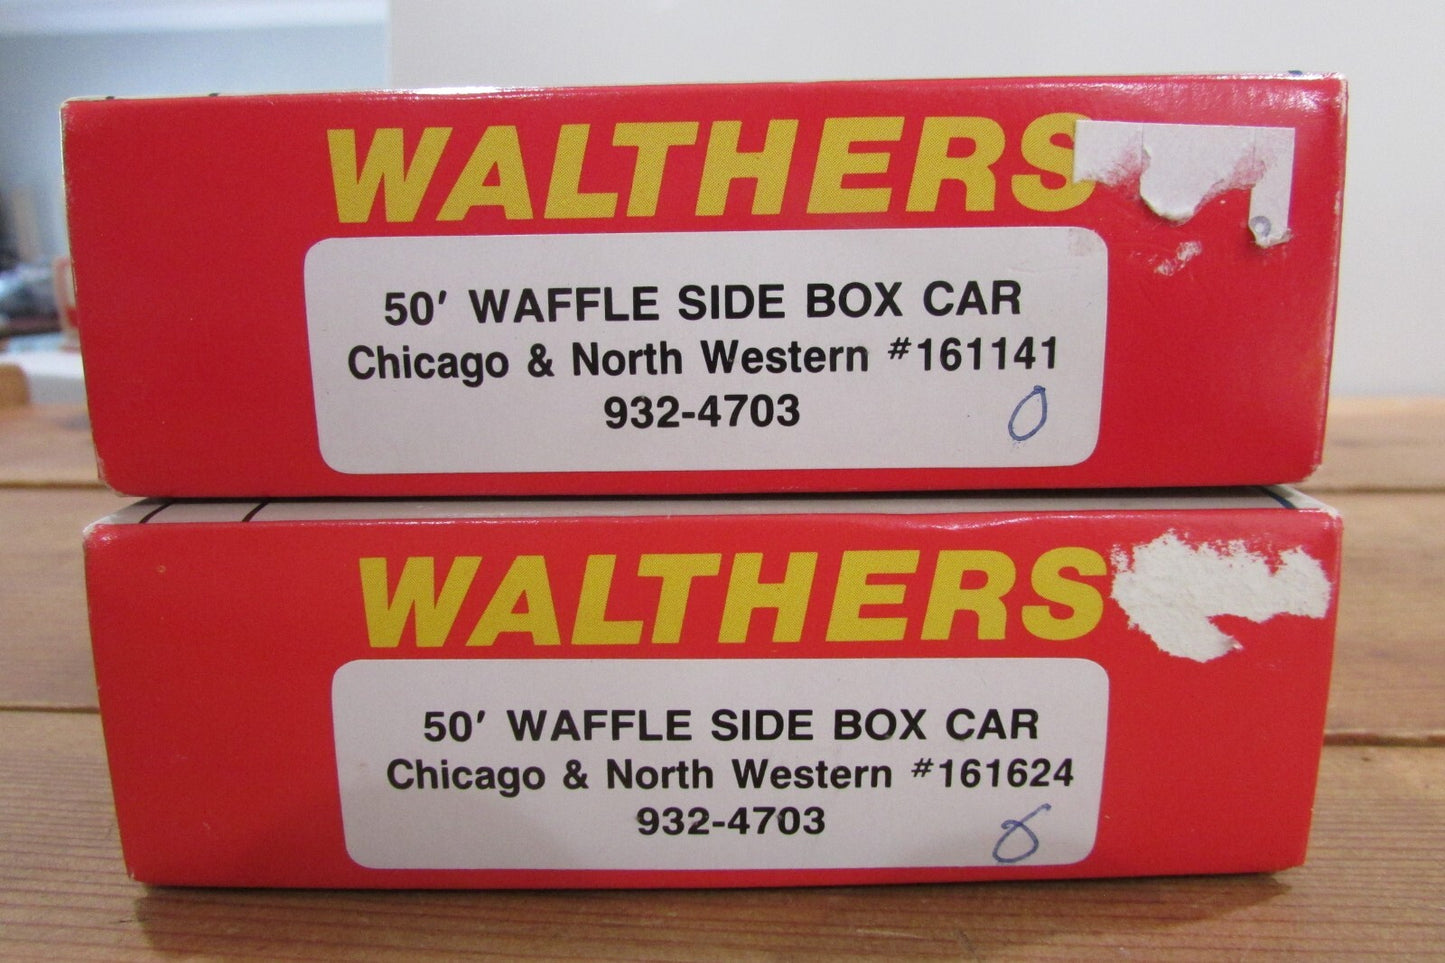 WALTHERS
50' WAFFLE SIDE BOX CAR
Chicago & North Western #161141
932-4703
0
WALTHERS
50' WAFFLE SIDE BOX CAR
Chicago & North Western #161624
932-4703